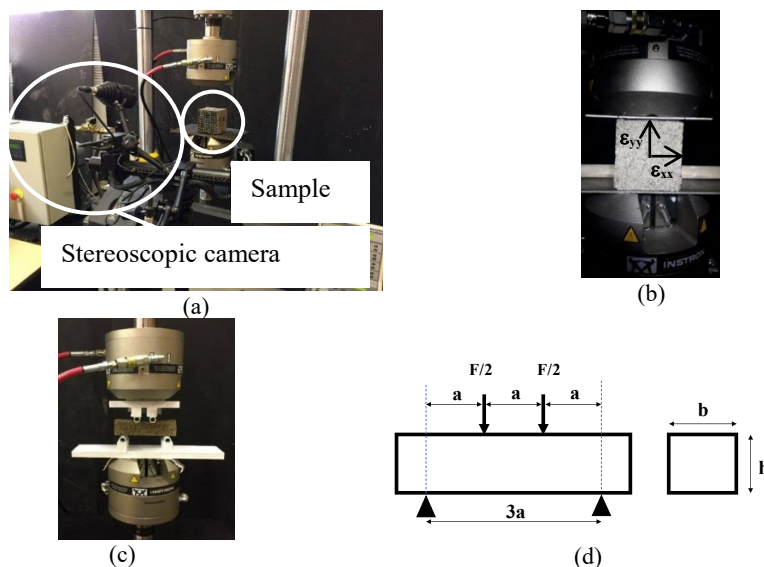 Sample
Stereoscopic camera
(a)
εyy
εxx
INSTRON
(b)
(c)
F/2 F/2
a a a
b
h
3a
(d)